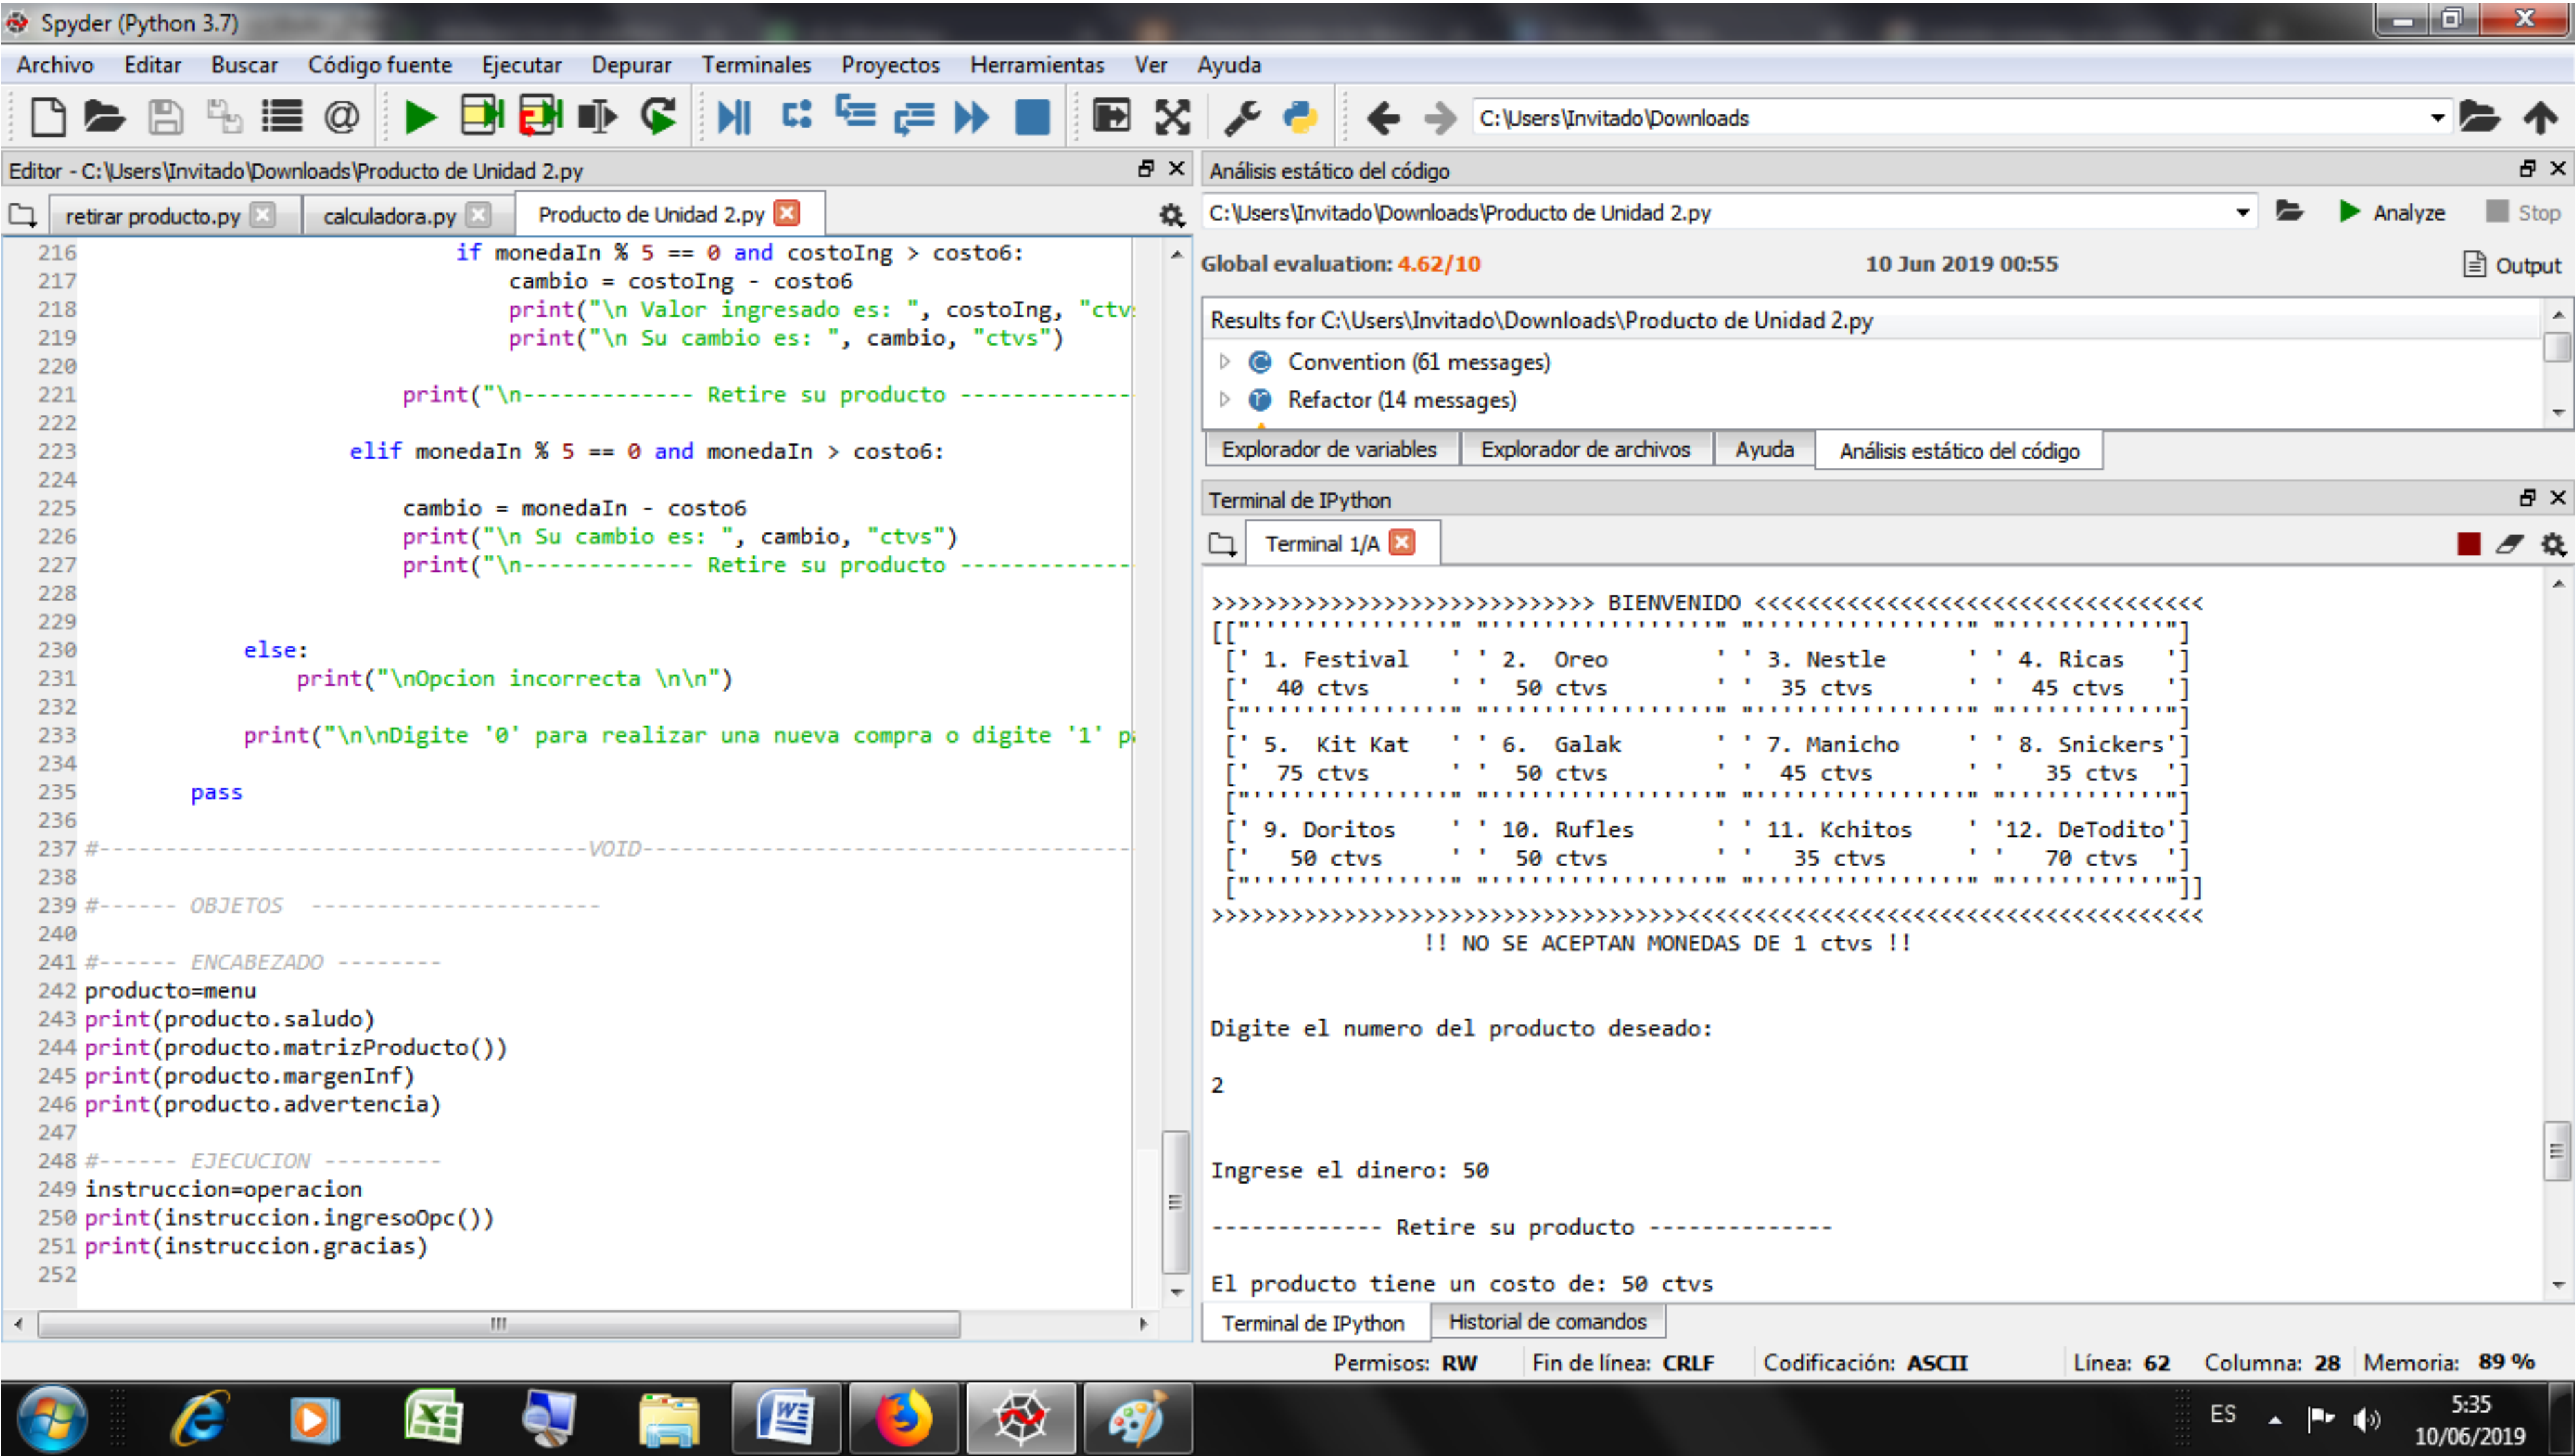 Spyder (Python 3.7)
Archivo Editar Buscar Código fuente Ejecutar Depurar Terminales Proyectos Herramientas Ver Ayuda
C:\Users\Invitado\Downloads
Editor - C:\Users\Invitado\Downloads\Producto de Unidad 2.py
retirar producto.py calculadora.py Producto de Unidad 2.py
216 if monedaIn % 5 == 0 and costoIng > costo6:
217 cambio = costoIng - costo6
218 print("\n Valor ingresado es: ", costoIng, "ctv
219 print("\n Su cambio es: ", cambio, "ctvs")
220
221 print("\n------------- Retire su producto -------------
222
223 elif monedaIn % 5 == 0 and monedaIn > costo6:
224
225 cambio = monedaIn - costo6
226 print("\n Su cambio es: ", cambio, "ctvs")
227 print("\n------------- Retire su producto -------------
228
229
230 else:
231 print("\nOpcion incorrecta \n\n")
232
233 print("\n\nDigite '0' para realizar una nueva compra o digite '1' p
234
235 pass
236
237 #-------------------------------------VOID-------------------------------------
238
239 #------ OBJETOS ----------------------
240
241 #------ ENCABEZADO --------
242 producto=menu
243 print(producto.saludo)
244 print(producto.matrizProducto())
245 print(producto.margenInf)
246 print(producto.advertencia)
247
248 #------ EJECUCION ---------
249 instruccion=operacion
250 print(instruccion.ingresoOpc())
251 print(instruccion.gracias)
252
Análisis estático del código
C:\Users\Invitado\Downloads\Producto de Unidad 2.py Analyze Stop
Global evaluation: 4.62/10 10 Jun 2019 00:55 Output
Results for C:\Users\Invitado\Downloads\Producto de Unidad 2.py
Convention (61 messages)
Refactor (14 messages)
Explorador de variables Explorador de archivos Ayuda Análisis estático del código
Terminal de IPython
Terminal 1/A
>>>>>>>>>>>>>>>>>>>>>>>>>>>>> BIENVENIDO <<<<<<<<<<<<<<<<<<<<<<<<<<<<<<<<<<
[["'''''''''''''''" "'''''''''''''''''" "''''''''''''''''" "''''''''''''"]
[' 1. Festival ' ' 2. Oreo ' ' 3. Nestle ' ' 4. Ricas ']
[' 40 ctvs ' ' 50 ctvs ' ' 35 ctvs ' ' 45 ctvs ']
["'''''''''''''''" "'''''''''''''''''" "''''''''''''''''" "''''''''''''"]
[' 5. Kit Kat ' ' 6. Galak ' ' 7. Manicho ' ' 8. Snickers']
[' 75 ctvs ' ' 50 ctvs ' ' 45 ctvs ' ' 35 ctvs ']
["'''''''''''''''" "'''''''''''''''''" "''''''''''''''''" "''''''''''''"]
[' 9. Doritos ' ' 10. Rufles ' ' 11. Kchitos ' '12. DeTodito']
[' 50 ctvs ' ' 50 ctvs ' ' 35 ctvs ' ' 70 ctvs ']
["'''''''''''''''" "'''''''''''''''''" "''''''''''''''''" "''''''''''''"]]
>>>>>>>>>>>>>>>>>>>>>>>>>>>>>>>>>>>><<<<<<<<<<<<<<<<<<<<<<<<<<<<<<<<<<<<<<<
!! NO SE ACEPTAN MONEDAS DE 1 ctvs !!
Digite el numero del producto deseado:
2
Ingrese el dinero: 50
------------- Retire su producto --------------
El producto tiene un costo de: 50 ctvs
Terminal de IPython Historial de comandos
Permisos: RW Fin de línea: CRLF Codificación: ASCII Línea: 62 Columna: 28 Memoria: 89 %
ES 5:35
10/06/2019